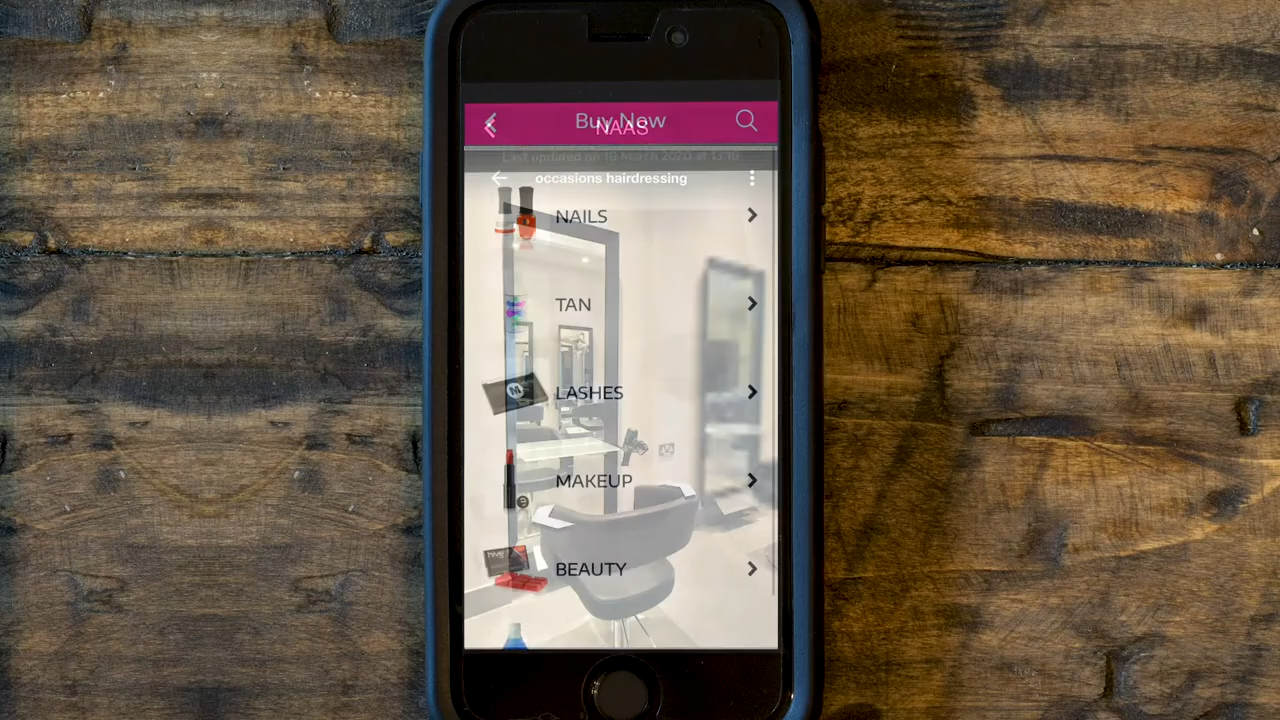 Buy Now
NAAS
Last updated on 18 March 2020 at 13:16
occasions hairdressing
NAILS
TAN
LASHES
M
MAKEUP
BEAUTY
hive